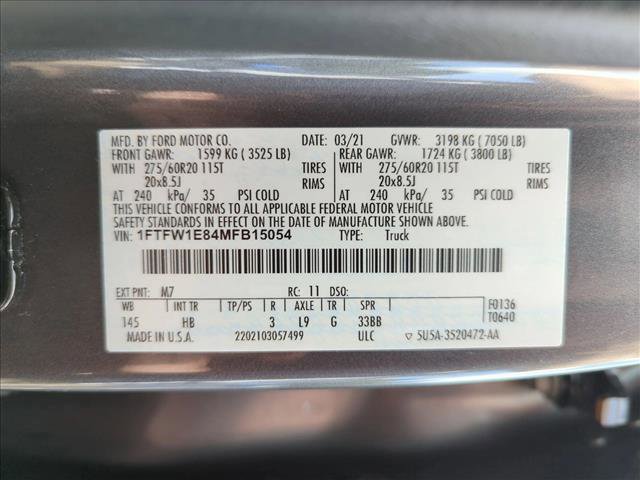 MFD. BY FORD MOTOR CO. DATE: 03/21 GVWR: 3198 KG ( 7050 LB)
FRONT GAWR: 1599 KG ( 3525 LB) REAR GAWR: 1724 KG ( 3800 LB)
WITH 275/60R20 115T TIRES WITH 275/60R20 115T TIRES
20x8.5J RIMS 20x8.5J RIMS
AT 240 kPa/ 35 PSI COLD AT 240 kPa/ 35 PSI COLD
THIS VEHICLE CONFORMS TO ALL APPLICABLE FEDERAL MOTOR VEHICLE
SAFETY STANDARDS IN EFFECT ON THE DATE OF MANUFACTURE SHOWN ABOVE.
VIN: 1FTFW1E84MFB15054 TYPE: Truck
EXT PNT: M7 RC: 11 DSO:
WB INT TR TP/PS R AXLE TR SPR F0136
145 HB 3 L9 G 33BB T0640
MADE IN U.S.A. 2202103057499 ULC ▽ 5U5A-3520472-AA